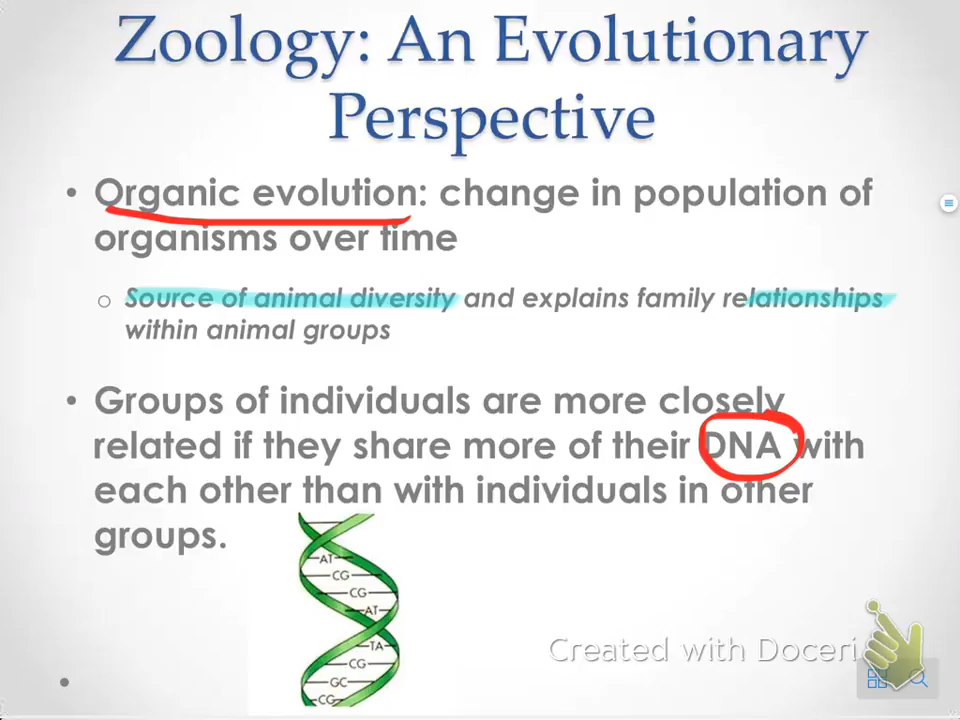 Zoology: An Evolutionary
Perspective
• Organic evolution: change in population of
organisms over time
o Source of animal diversity and explains family relationships
within animal groups
• Groups of individuals are more closely
related if they share more of their DNA with
each other than with individuals in other
groups.
AT
CG
CG
AT
TA
CG
GC
CG
Created with Doceri
•